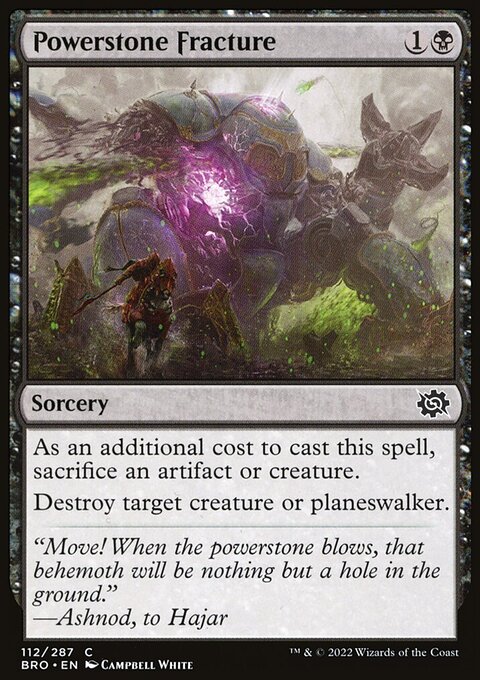 Powerstone Fracture 1
Sorcery
As an additional cost to cast this spell,
sacrifice an artifact or creature.
Destroy target creature or planeswalker.
“Move! When the powerstone blows, that
behemoth will be nothing but a hole in the
ground.”
—Ashnod, to Hajar
112/287 C
BRO • EN Campbell White
™ & © 2022 Wizards of the Coast